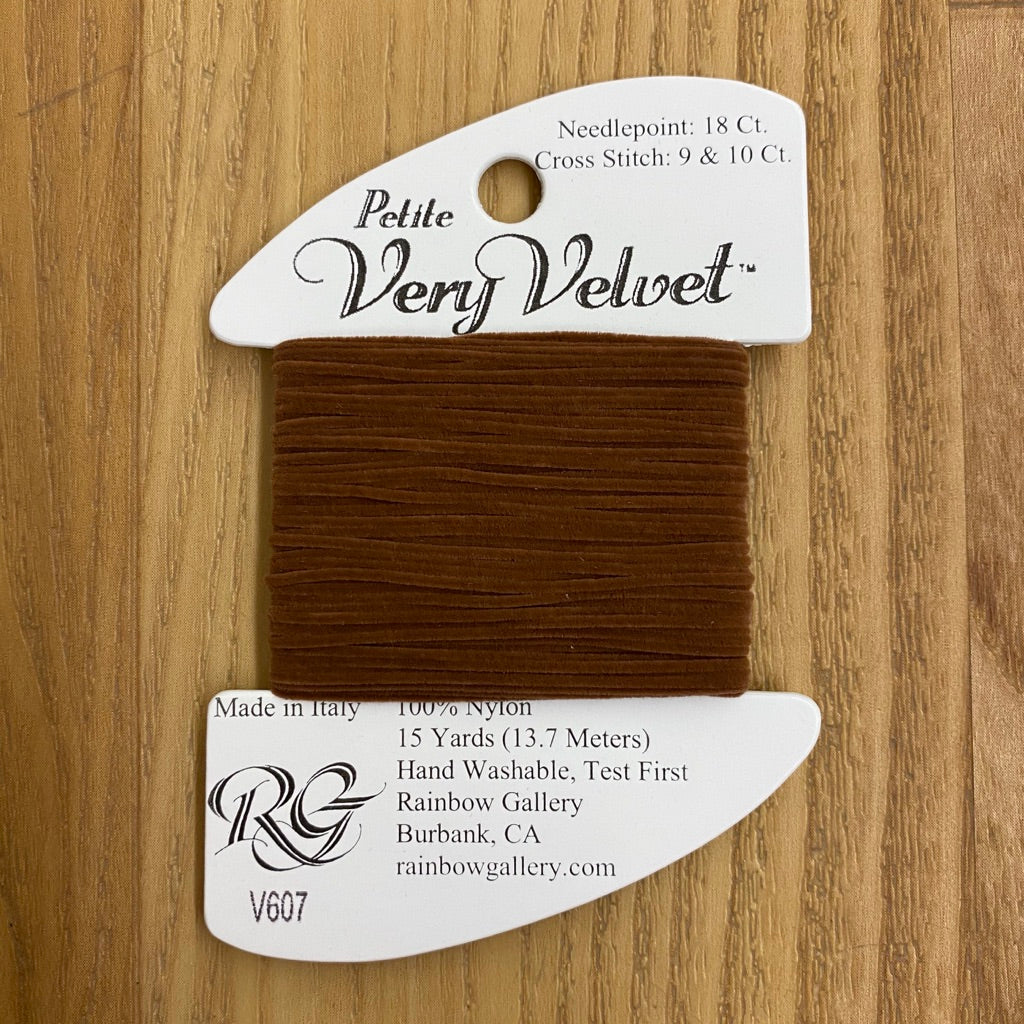 Needlepoint: 18 Ct.
Cross Stitch: 9 & 10 Ct.
Petite
Very Velvet™
Made in Italy
100% Nylon
15 Yards (13.7 Meters)
Hand Washable, Test First
Rainbow Gallery
Burbank, CA
rainbowgallery.com
RG
V607